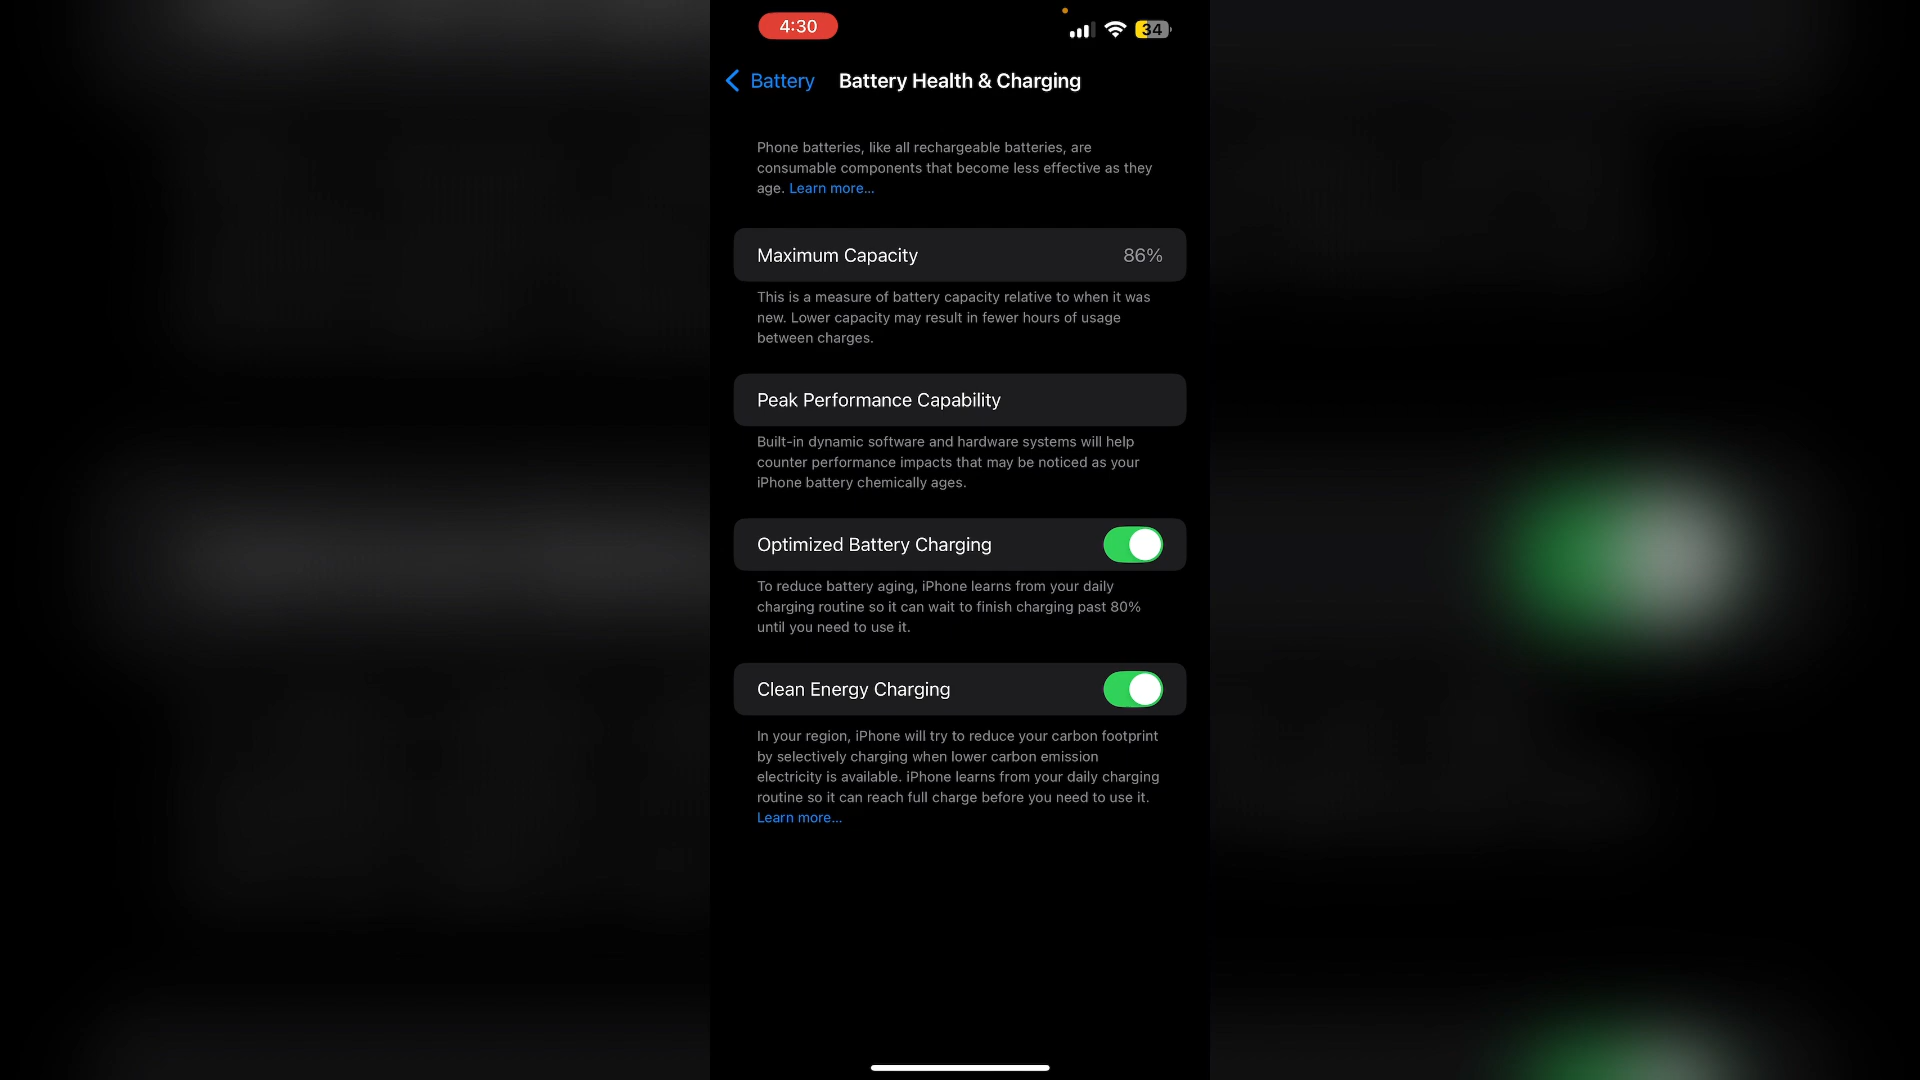 4:30
34
Battery
Battery Health & Charging
Phone batteries, like all rechargeable batteries, are
consumable components that become less effective as they
age. Learn more...
Maximum Capacity 86%
This is a measure of battery capacity relative to when it was
new. Lower capacity may result in fewer hours of usage
between charges.
Peak Performance Capability
Built-in dynamic software and hardware systems will help
counter performance impacts that may be noticed as your
iPhone battery chemically ages.
Optimized Battery Charging
To reduce battery aging, iPhone learns from your daily
charging routine so it can wait to finish charging past 80%
until you need to use it.
Clean Energy Charging
In your region, iPhone will try to reduce your carbon footprint
by selectively charging when lower carbon emission
electricity is available. iPhone learns from your daily charging
routine so it can reach full charge before you need to use it.
Learn more...